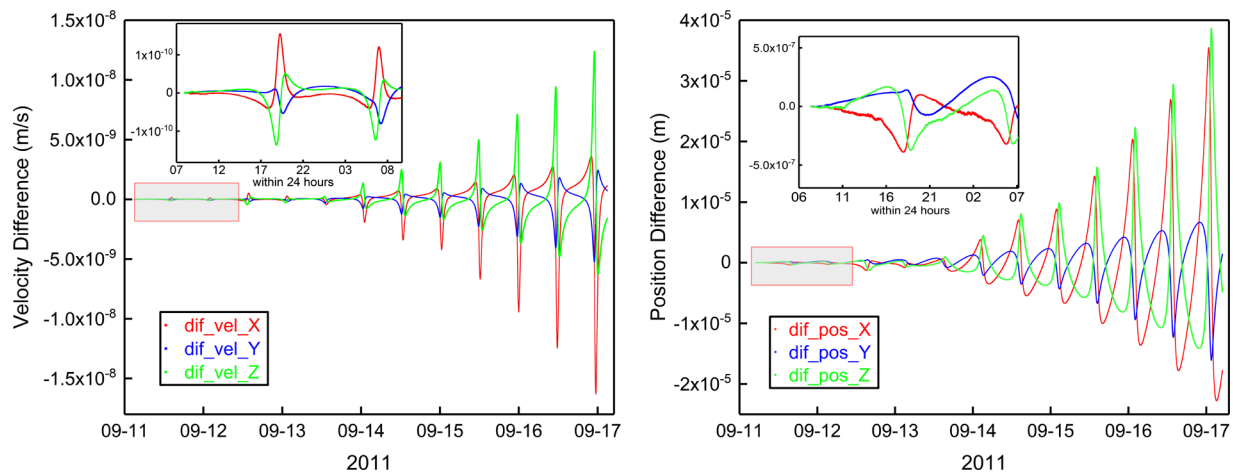 Velocity Difference (m/s)
1.5x10⁻⁸
1.0x10⁻⁸
5.0x10⁻⁹
0.0
-5.0x10⁻⁹
-1.0x10⁻⁸
-1.5x10⁻⁸
1x10⁻¹⁰
0
-1x10⁻¹⁰
07 12 17 22 03 08
within 24 hours
dif_vel_X
dif_vel_Y
dif_vel_Z
09-11 09-12 09-13 09-14 09-15 09-16 09-17
2011
Position Difference (m)
4x10⁻⁵
3x10⁻⁵
2x10⁻⁵
1x10⁻⁵
0
-1x10⁻⁵
-2x10⁻⁵
5.0x10⁻⁷
0.0
-5.0x10⁻⁷
06 11 16 21 02 07
within 24 hours
dif_pos_X
dif_pos_Y
dif_pos_Z
09-11 09-12 09-13 09-14 09-15 09-16 09-17
2011